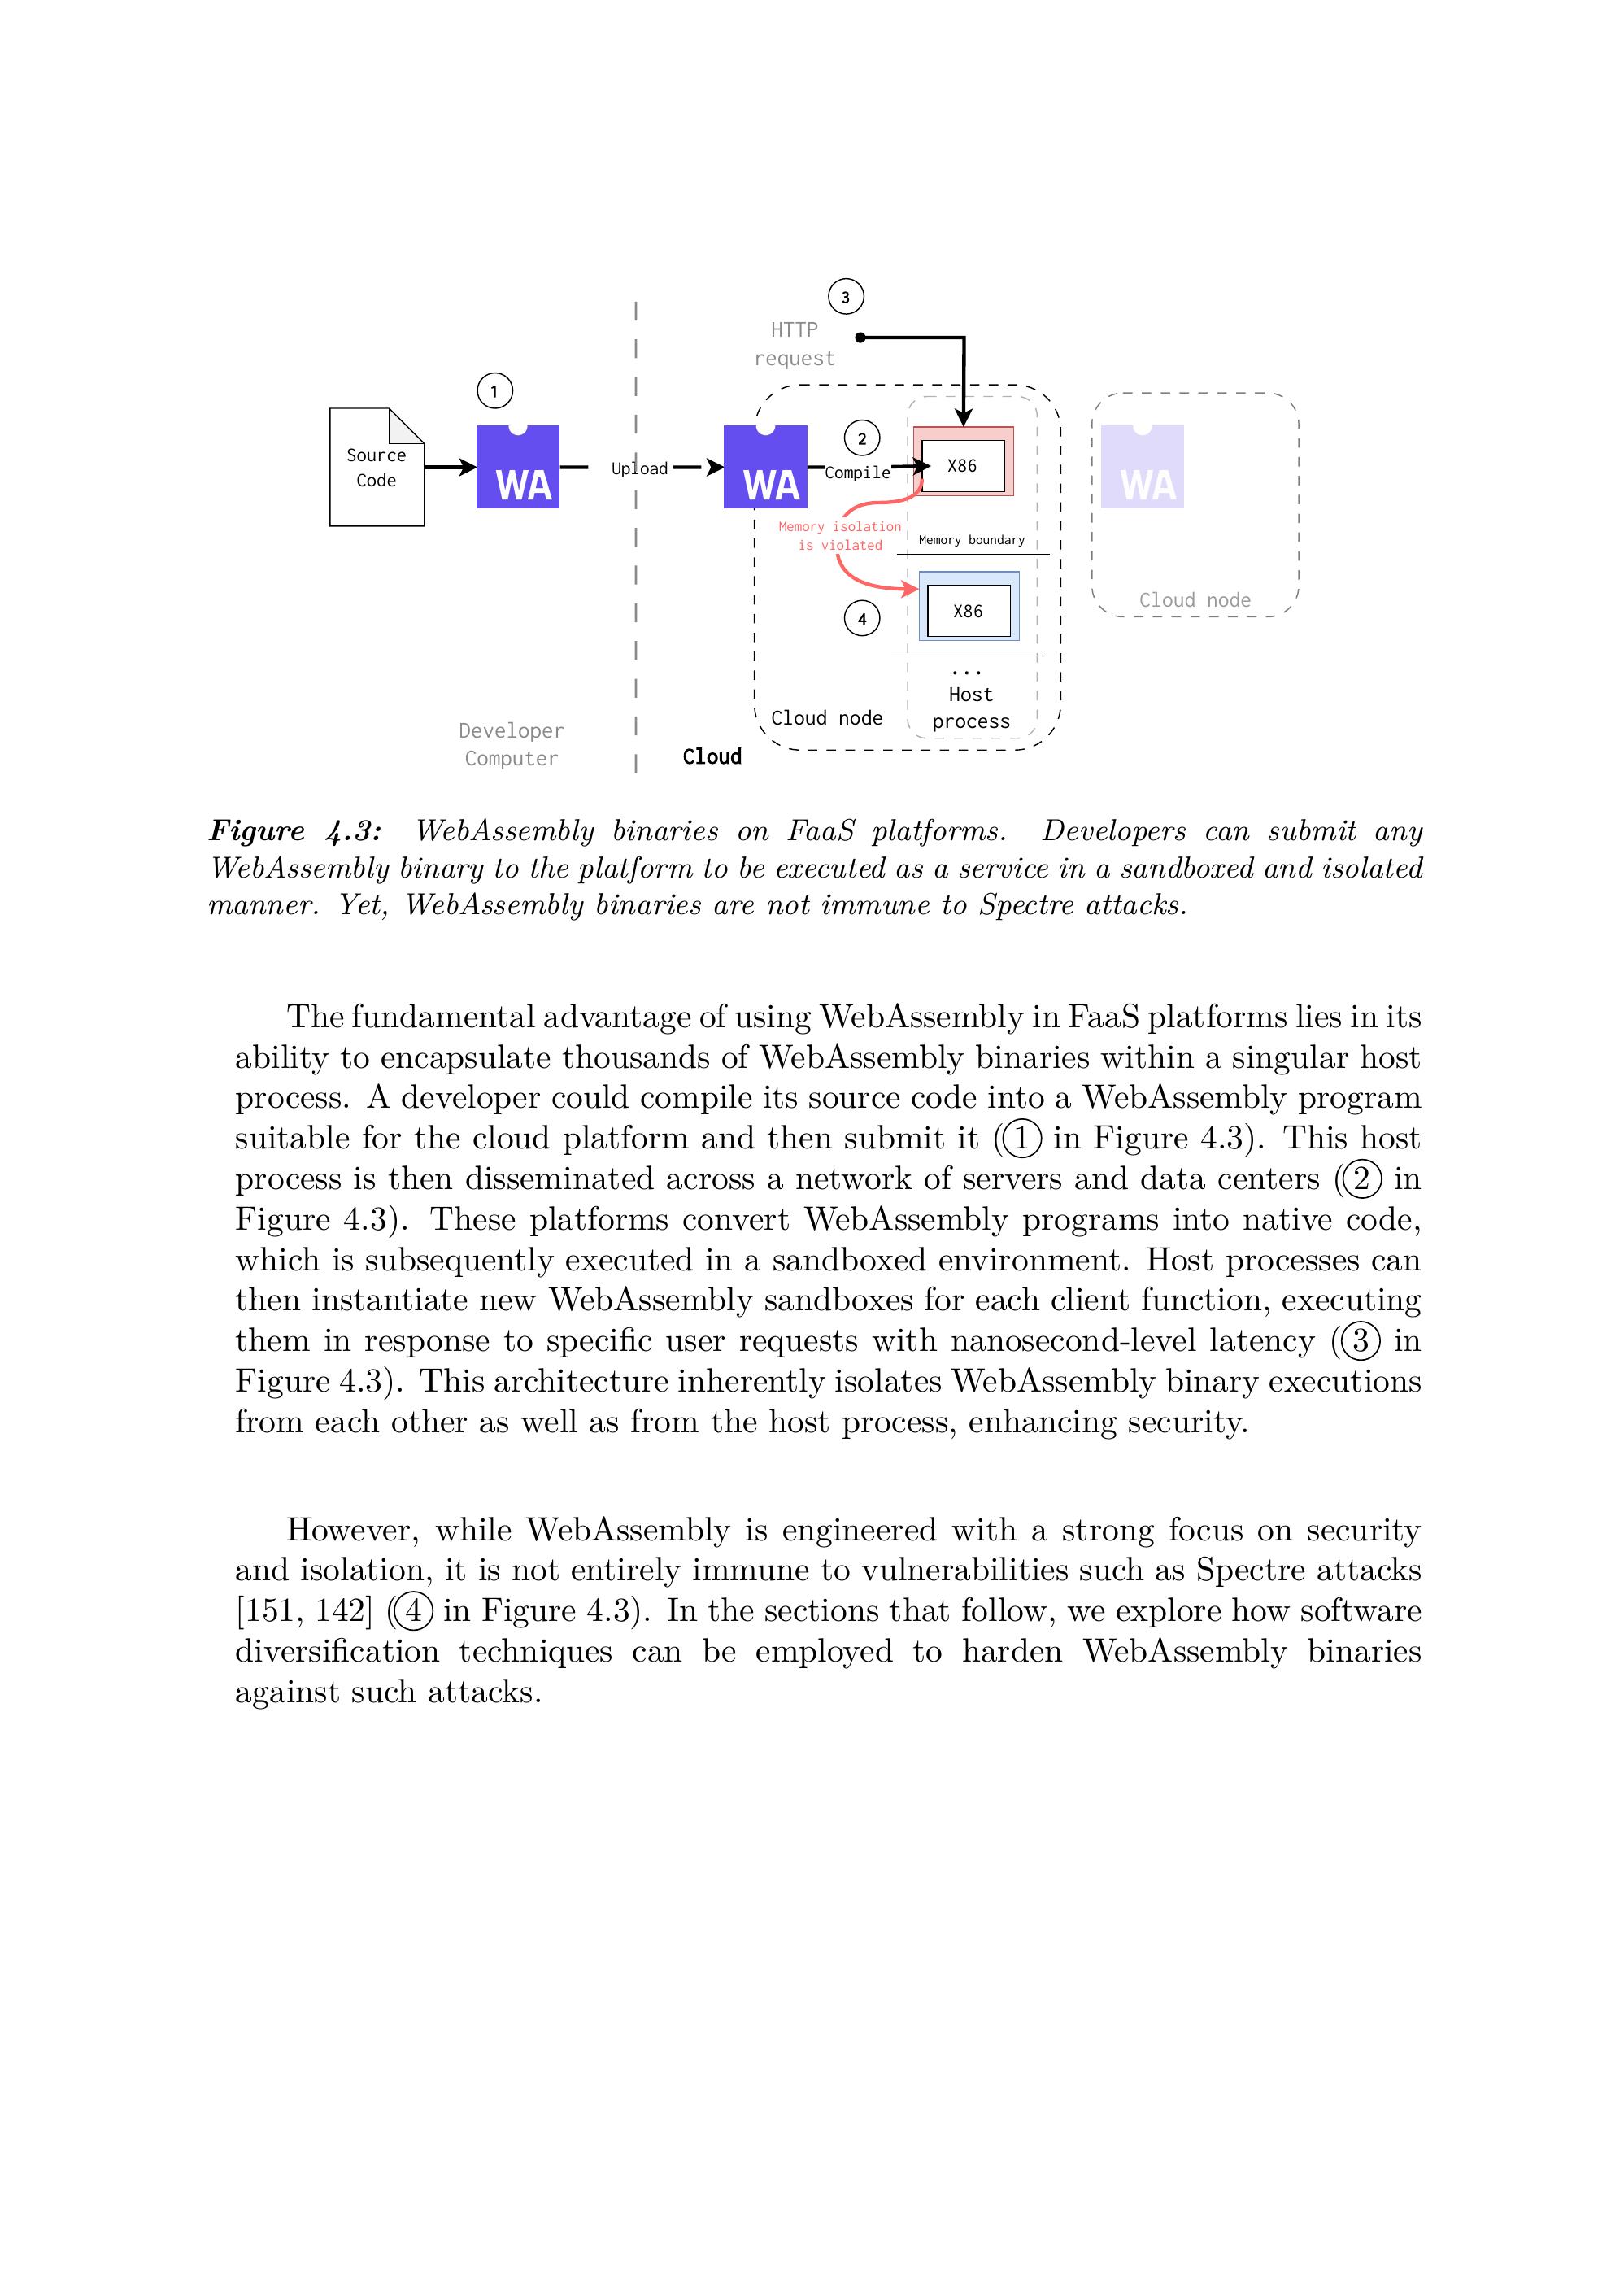 3
HTTP
request
1
Source
Code
WA
Upload
WA
2
Compile
X86
WA
Memory isolation
is violated
Memory boundary
4
X86
Cloud node
...
Host
process
Cloud node
Developer
Computer
Cloud
Figure 4.3: WebAssembly binaries on FaaS platforms. Developers can submit any
WebAssembly binary to the platform to be executed as a service in a sandboxed and isolated
manner. Yet, WebAssembly binaries are not immune to Spectre attacks.
The fundamental advantage of using WebAssembly in FaaS platforms lies in its
ability to encapsulate thousands of WebAssembly binaries within a singular host
process. A developer could compile its source code into a WebAssembly program
suitable for the cloud platform and then submit it (1 in Figure 4.3). This host
process is then disseminated across a network of servers and data centers (2 in
Figure 4.3). These platforms convert WebAssembly programs into native code,
which is subsequently executed in a sandboxed environment. Host processes can
then instantiate new WebAssembly sandboxes for each client function, executing
them in response to specific user requests with nanosecond-level latency (3 in
Figure 4.3). This architecture inherently isolates WebAssembly binary executions
from each other as well as from the host process, enhancing security.
However, while WebAssembly is engineered with a strong focus on security
and isolation, it is not entirely immune to vulnerabilities such as Spectre attacks
[151, 142] (4 in Figure 4.3). In the sections that follow, we explore how software
diversification techniques can be employed to harden WebAssembly binaries
against such attacks.